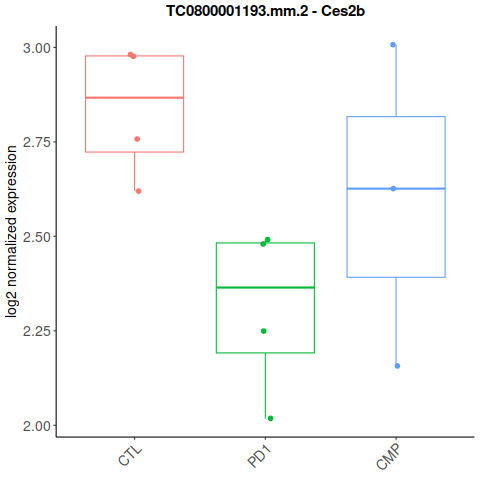 TC0800001193.mm.2 - Ces2b
log2 normalized expression
3.00
2.75
2.50
2.25
2.00
CTL
PD1
CMP